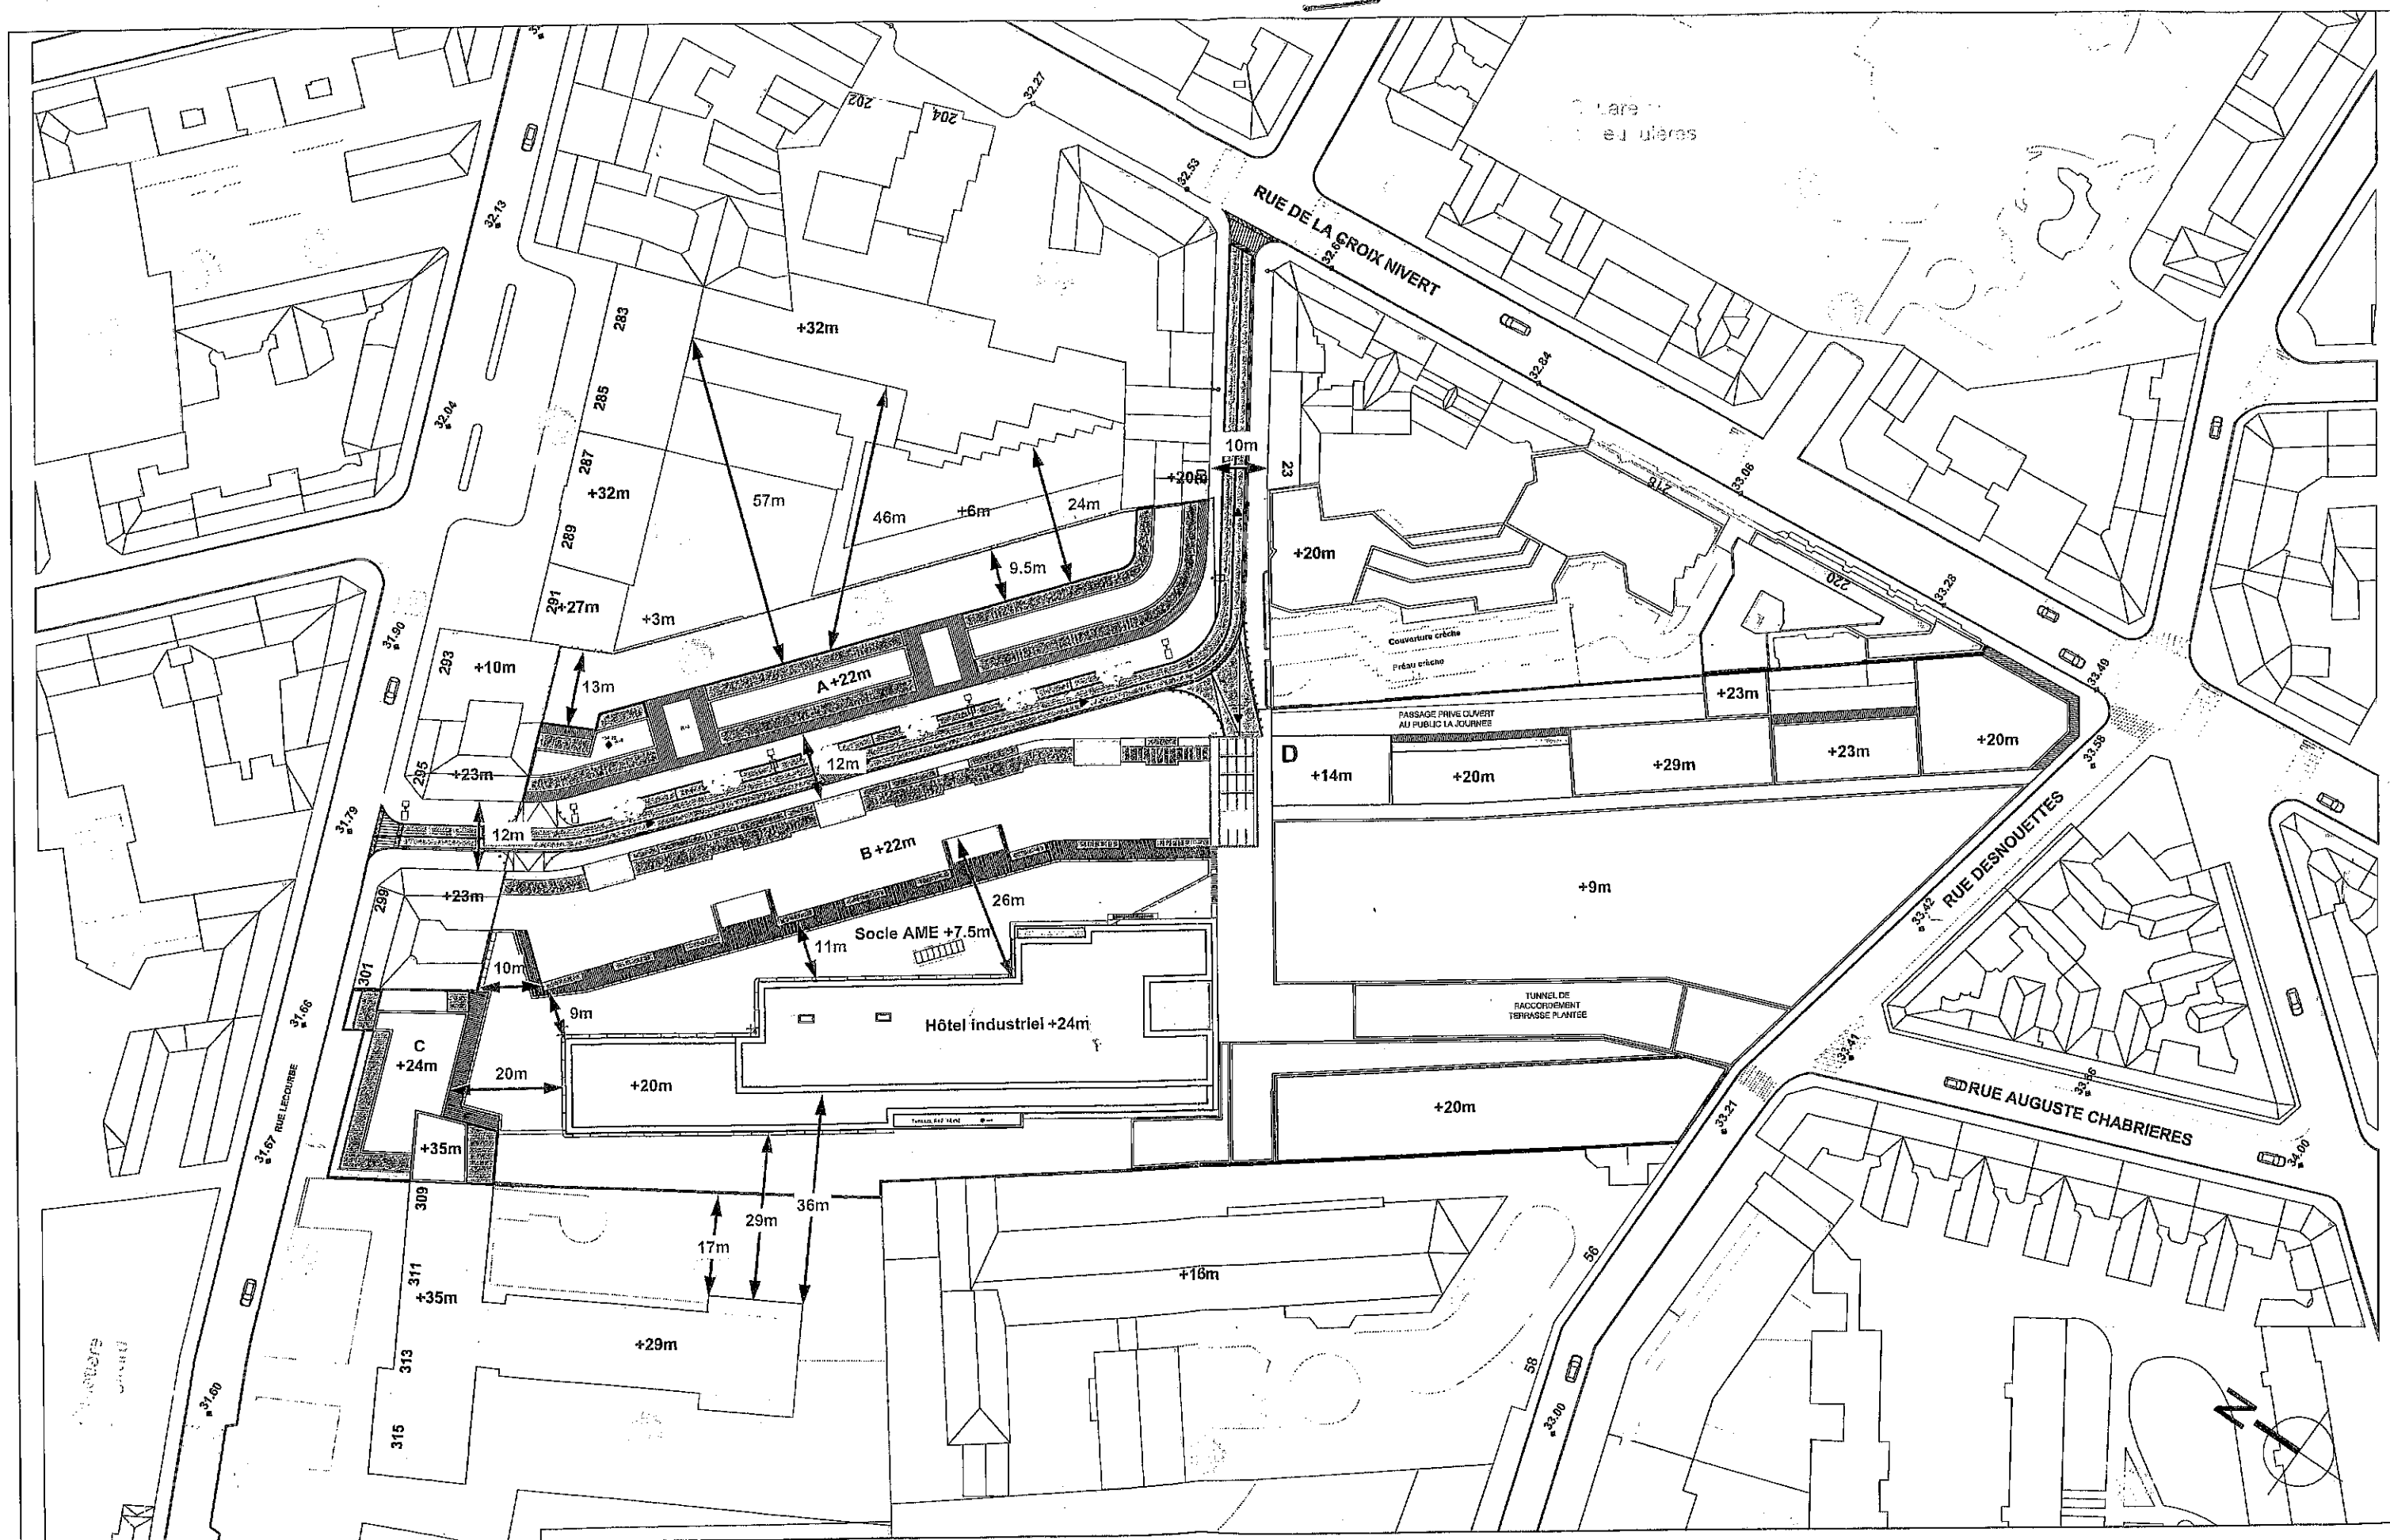 202
204
32.27
32.53
RUE DE LA CROIX NIVERT
32.13
283
+32m
32.84
285
32.04
10m
23
287
+32m
289
57m
46m
+6m
24m
+20m
218
33.08
9.5m
+20m
291
+27m
+3m
Couverture crèche
Préau crèche
220
33.28
31.90
293
+10m
13m
A +22m
+23m
33.49
PASSAGE PRIVE OUVERT
AU PUBLIC LA JOURNEE
295
+23m
12m
D
+14m
+20m
+29m
+23m
+20m
33.58
31.79
12m
B +22m
RUE DESNOUETTES
299
+23m
26m
+9m
33.42
Socle AME +7.5m
11m
301
10m
9m
Hôtel industriel +24m
TUNNEL DE
RACCORDEMENT
TERRASSE PLANTEE
31.66
C
+24m
20m
+20m
+20m
33.41
33.66
RUE AUGUSTE CHABRIERES
31.67
RUE LECOURBE
33.21
34.00
+35m
309
36m
29m
17m
311
+35m
+16m
56
+29m
313
58
31.60
315
33.00
N